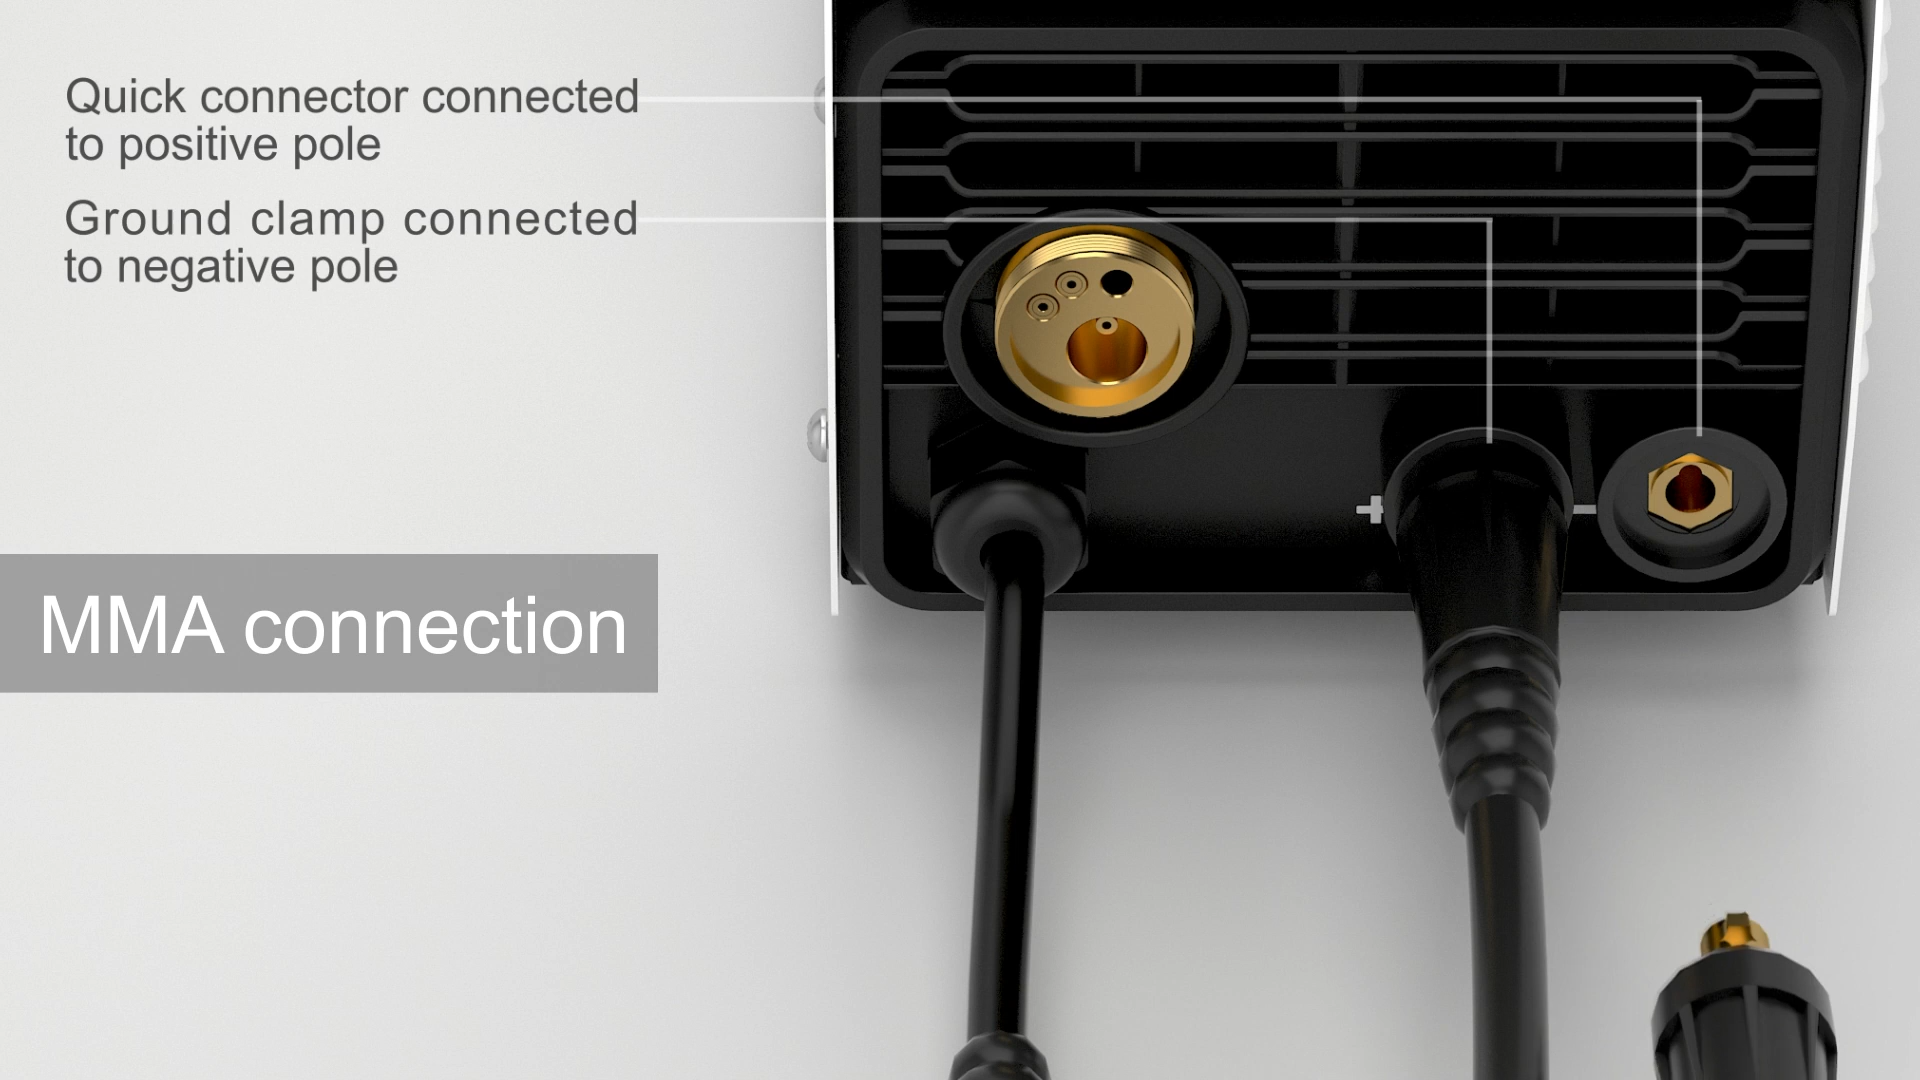 Quick connector connected
to positive pole
Ground clamp connected
to negative pole
+
−
MMA connection